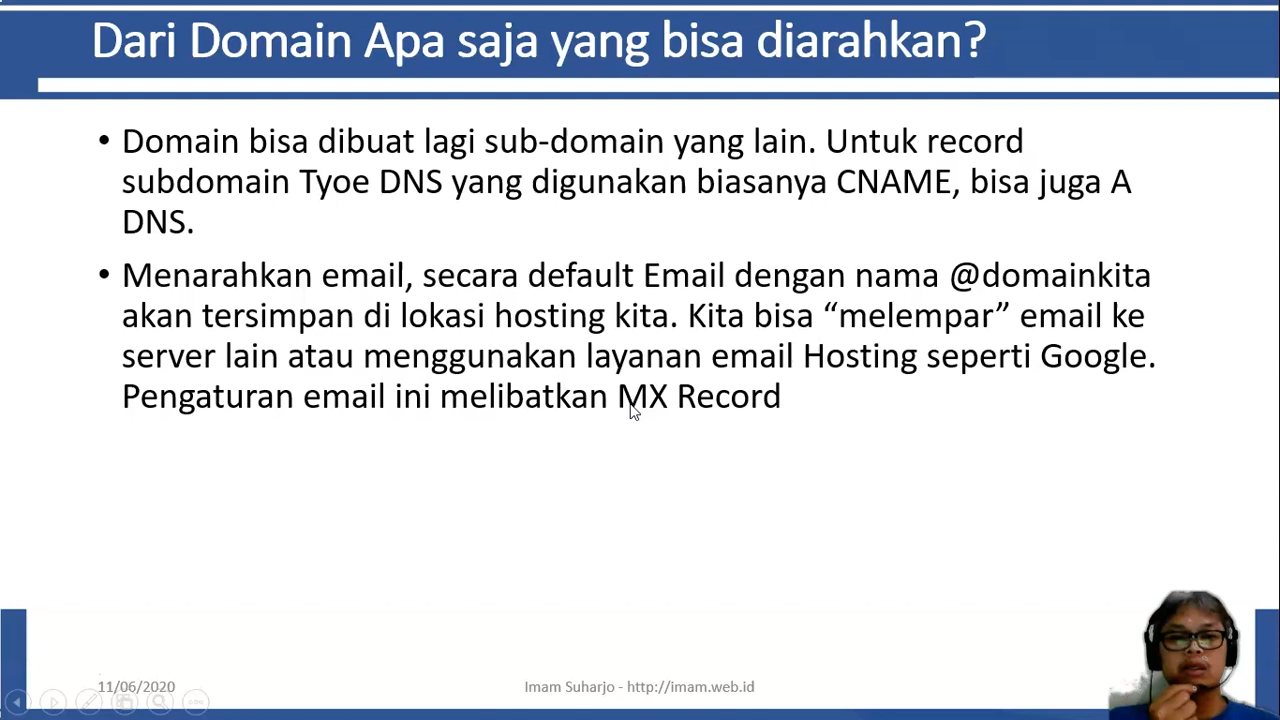 Dari Domain Apa saja yang bisa diarahkan?
• Domain bisa dibuat lagi sub-domain yang lain. Untuk record
subdomain Tyoe DNS yang digunakan biasanya CNAME, bisa juga A
DNS.
• Menarahkan email, secara default Email dengan nama @domainkita
akan tersimpan di lokasi hosting kita. Kita bisa “melempar” email ke
server lain atau menggunakan layanan email Hosting seperti Google.
Pengaturan email ini melibatkan MX Record
11/06/2020
Imam Suharjo - http://imam.web.id